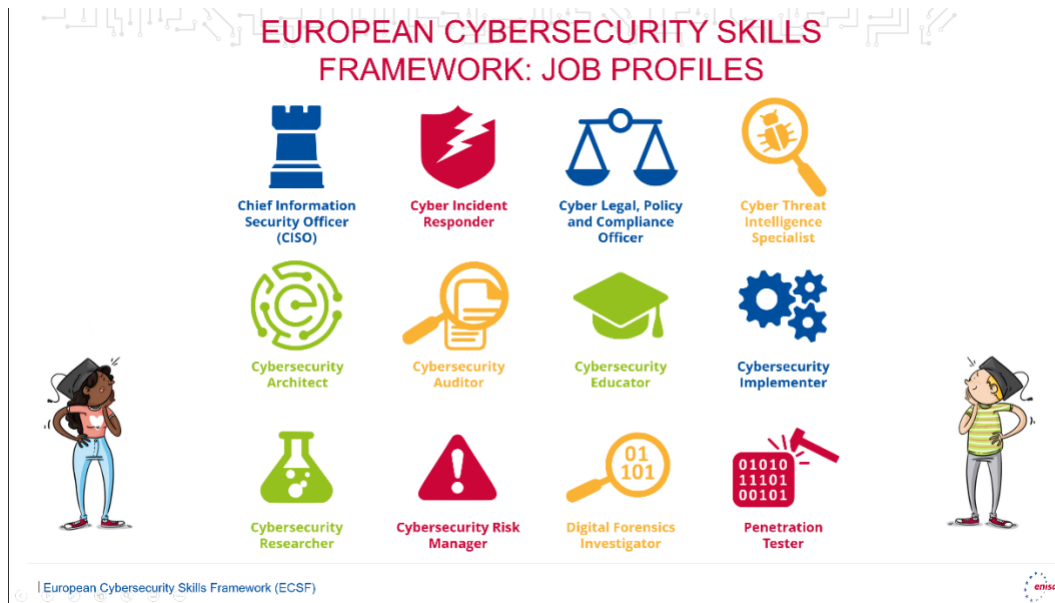 EUROPEAN CYBERSECURITY SKILLS
FRAMEWORK: JOB PROFILES
Chief Information
Security Officer
(CISO)
Cyber Incident
Responder
Cyber Legal, Policy
and Compliance
Officer
Cyber Threat
Intelligence
Specialist
Cybersecurity
Architect
Cybersecurity
Auditor
Cybersecurity
Educator
Cybersecurity
Implementer
01
101
01010
11101
00101
Cybersecurity
Researcher
Cybersecurity Risk
Manager
Digital Forensics
Investigator
Penetration
Tester
European Cybersecurity Skills Framework (ECSF)
enisa